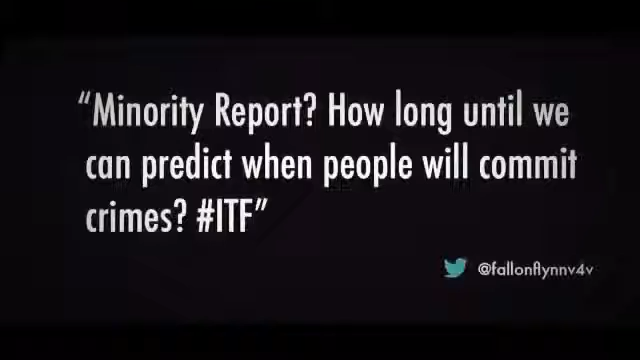 “Minority Report? How long until we
can predict when people will commit
crimes? #ITF”
@fallonflynnv4v